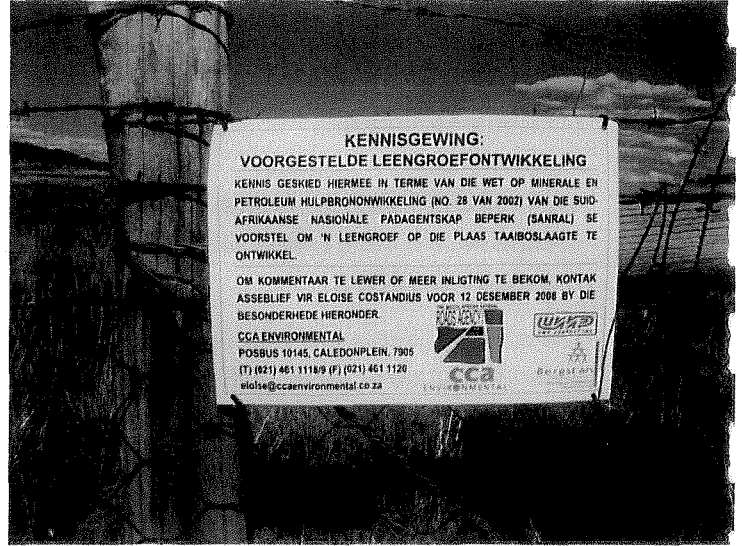 KENNISGEWING:
VOORGESTELDE LEENGROEFONTWIKKELING
KENNIS GESKIED HIERMEE IN TERME VAN DIE WET OP MINERALE EN
PETROLEUM HULPBRONONWIKKELING (NO. 28 VAN 2002) VAN DIE SUID-
AFRIKAANSE NASIONALE PADAGENTSKAP BEPERK (SANRAL) SE
VOORSTEL OM 'N LEENGROEF OP DIE PLAAS TAAIBOSLAAGTE TE
ONTWIKKEL.
OM KOMMENTAAR TE LEWER OF MEER INLIGTING TE BEKOM, KONTAK
ASSEBLIEF VIR ELOISE COSTANDIUS VOOR 12 DESEMBER 2008 BY DIE
BESONDERHEDE HIERONDER.
CCA ENVIRONMENTAL
POSBUS 10145, CALEDONPLEIN, 7905
(T) (021) 461 1118/9 (F) (021) 461 1120
eloise@ccaenvironmental.co.za
ROADS AGENCY
cca
ENVIRONMENTAL
Bergstan